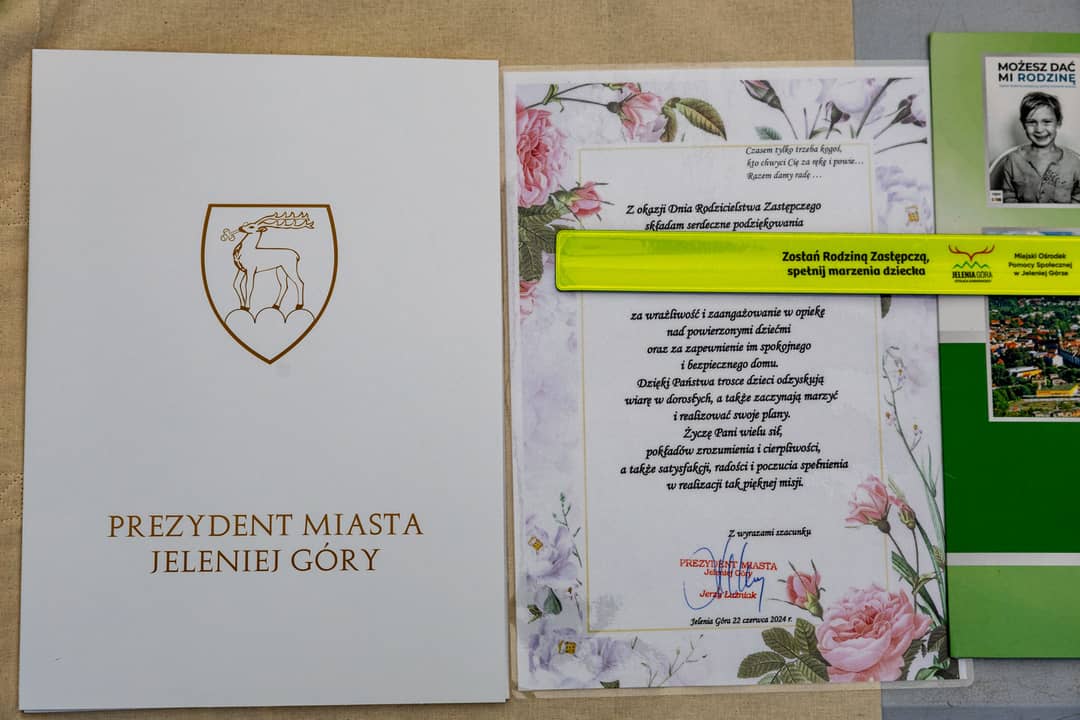 PREZYDENT MIASTA
JELENIEJ GÓRY
Czasem tylko trzeba kogoś,
kto chwyci Cię za rękę i powie...
Razem damy radę ...
Z okazji Dnia Rodzicielstwa Zastępczego
składam serdeczne podziękowania
Zostań Rodziną Zastępczą,
spełnij marzenia dziecka
JELENIA GÓRA
Miejski Ośrodek
Pomocy Społecznej
w Jeleniej Górze
za wrażliwość i zaangażowanie w opiekę
nad powierzonymi dziećmi
oraz za zapewnienie im spokojnego
i bezpiecznego domu.
Dzięki Państwa trosce dzieci odzyskują
wiarę w dorosłych, a także zaczynają marzyć
i realizować swoje plany.
Życzę Pani wielu sił,
pokładów zrozumienia i cierpliwości,
a także satysfakcji, radości i poczucia spełnienia
w realizacji tak pięknej misji.
Z wyrazami szacunku
PREZYDENT MIASTA
Jeleniej Góry
Jerzy Łużniak
Jelenia Góra 22 czerwca 2024 r.
MOŻESZ DAĆ
MI RODZINĘ